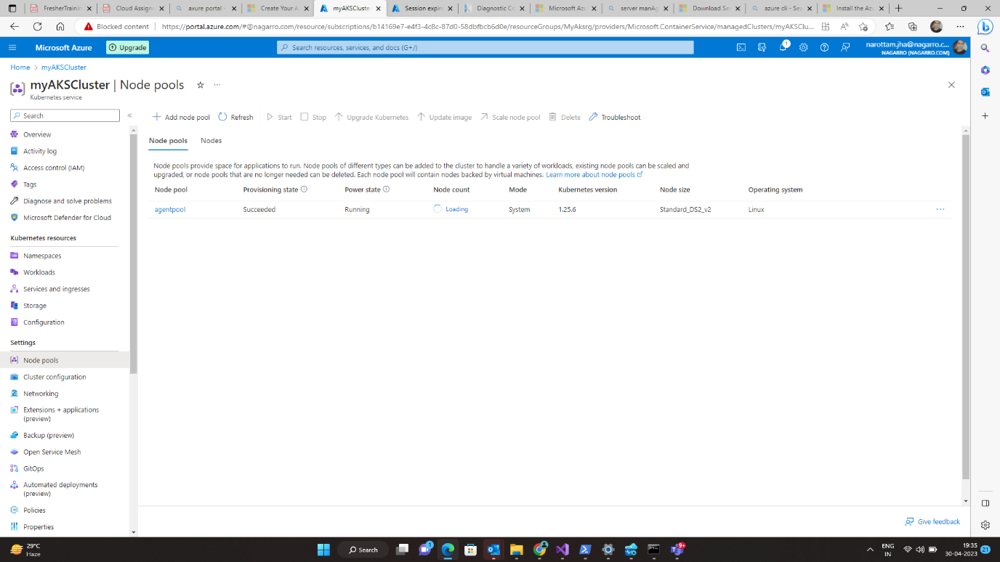 FresherTrainin
Cloud Assignm
axure portal -
Create Your A
myAKSCluster
Session expire
Diagnostic Co
Microsoft Azu
server manAg
Download Ser
azure cli - Sea
Install the Az
Blocked content
https://portal.azure.com/#@nagarro.com/resource/subscriptions/b14169e7-e4f3-4c8c-87d0-58dbfbcb6d0e/resourceGroups/MyAksrg/providers/Microsoft.ContainerService/managedClusters/myAKSClu...
Microsoft Azure
Upgrade
Search resources, services, and docs (G+/)
1
narottam.jha@nagarro.c...
NAGARRO (NAGARRO.COM)
Home > myAKSCluster
myAKSCluster | Node pools
Kubernetes service
Search
Add node pool
Refresh
Start
Stop
Upgrade Kubernetes
Update image
Scale node pool
Delete
Troubleshoot
Overview
Activity log
Access control (IAM)
Tags
Diagnose and solve problems
Microsoft Defender for Cloud
Kubernetes resources
Namespaces
Workloads
Services and ingresses
Storage
Configuration
Settings
Node pools
Cluster configuration
Networking
Extensions + applications
(preview)
Backup (preview)
Open Service Mesh
GitOps
Automated deployments
(preview)
Policies
Properties
Node pools
Nodes
Node pools provide space for applications to run. Node pools of different types can be added to the cluster to handle a variety of workloads, existing node pools can be scaled and
upgraded, or node pools that are no longer needed can be deleted. Each node pool will contain nodes backed by virtual machines. Learn more about node pools
Node pool Provisioning state Power state Node count Mode Kubernetes version Node size Operating system
agentpool Succeeded Running Loading System 1.25.6 Standard_DS2_v2 Linux
Give feedback
29°C
Haze
Search
1
9+
ENG
IN
19:35
30-04-2023
21